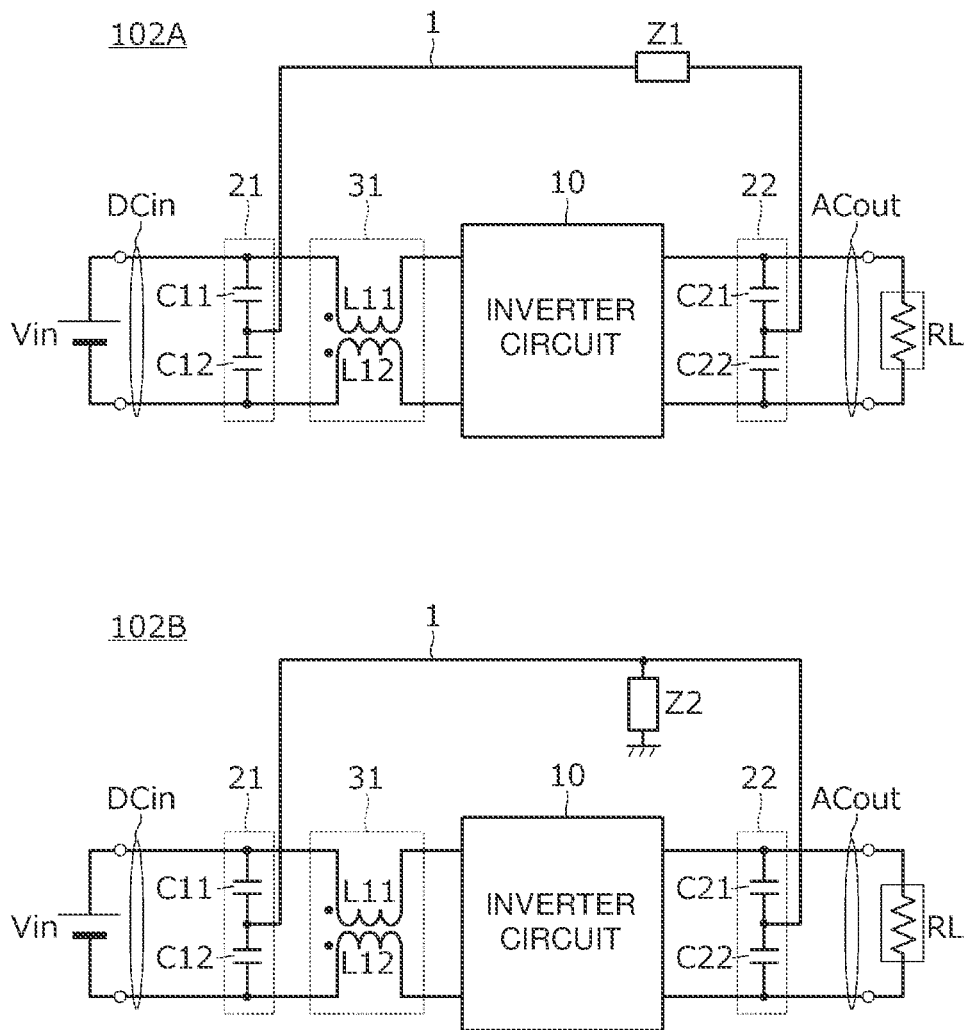 102A
1
Z1
DCin
21
31
10
22
ACout
C11
L11
INVERTER
CIRCUIT
C21
Vin
RL
C12
L12
C22
102B
1
Z2
DCin
21
31
10
22
ACout
C11
L11
INVERTER
CIRCUIT
C21
Vin
RL
C12
L12
C22